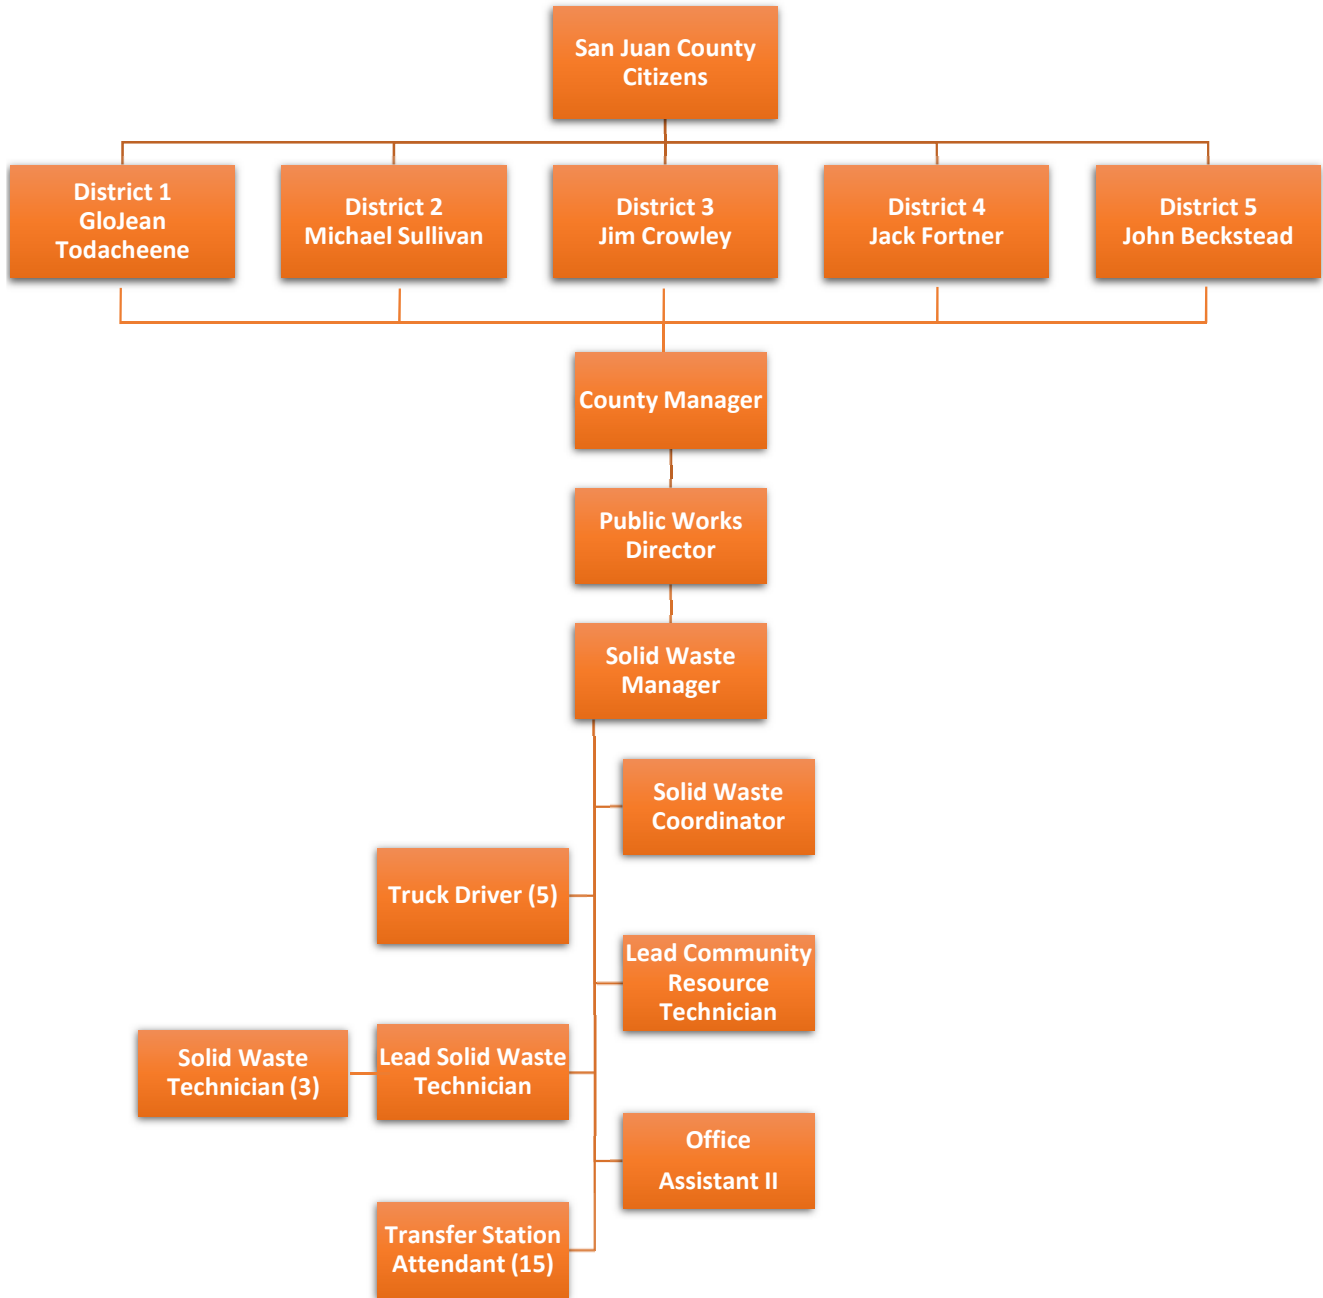 San Juan County
Citizens
District 1
GloJean
Todacheene
District 2
Michael Sullivan
District 3
Jim Crowley
District 4
Jack Fortner
District 5
John Beckstead
County Manager
Public Works
Director
Solid Waste
Manager
Solid Waste
Coordinator
Truck Driver (5)
Lead Community
Resource
Technician
Solid Waste
Technician (3)
Lead Solid Waste
Technician
Office
Assistant II
Transfer Station
Attendant (15)